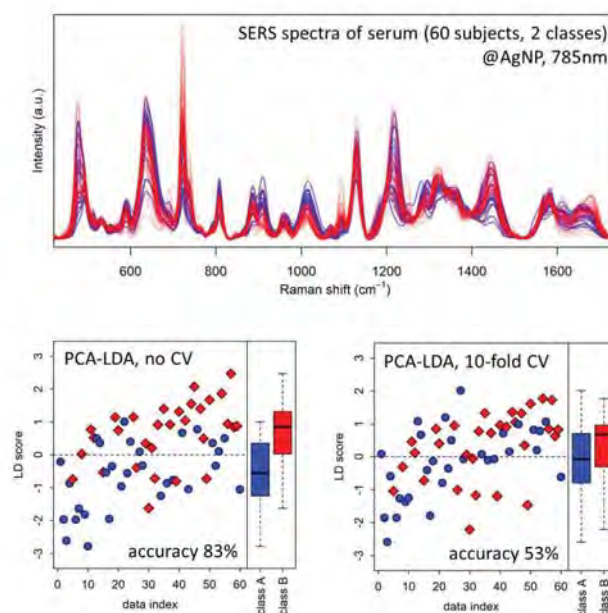 SERS spectra of serum (60 subjects, 2 classes)
@AgNP, 785nm
Intensity (a.u.)
600 800 1000 1200 1400 1600
Raman shift (cm⁻¹)
PCA-LDA, no CV
3
2
1
0
-1
-2
-3
LD score
accuracy 83%
0 10 20 30 40 50 60
data index
class A
class B
PCA-LDA, 10-fold CV
3
2
1
0
-1
-2
-3
LD score
accuracy 53%
0 10 20 30 40 50 60
data index
class A
class B